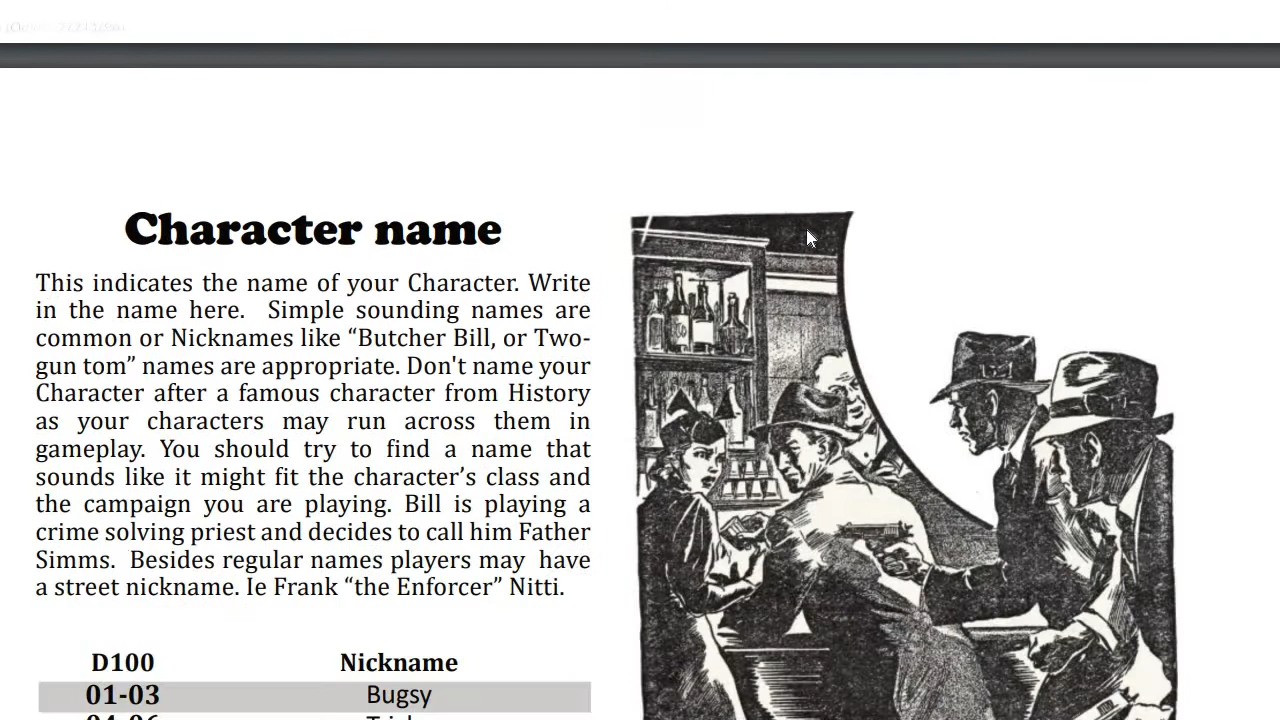 Character name
This indicates the name of your Character. Write
in the name here.  Simple sounding names are
common or Nicknames like “Butcher Bill, or Two-
gun tom” names are appropriate. Don't name your
Character after a famous character from History
as your characters may run across them in
gameplay. You should try to find a name that
sounds like it might fit the character’s class and
the campaign you are playing. Bill is playing a
crime solving priest and decides to call him Father
Simms.  Besides regular names players may  have
a street nickname. Ie Frank “the Enforcer” Nitti.
D100 Nickname
01-03 Bugsy
04-06